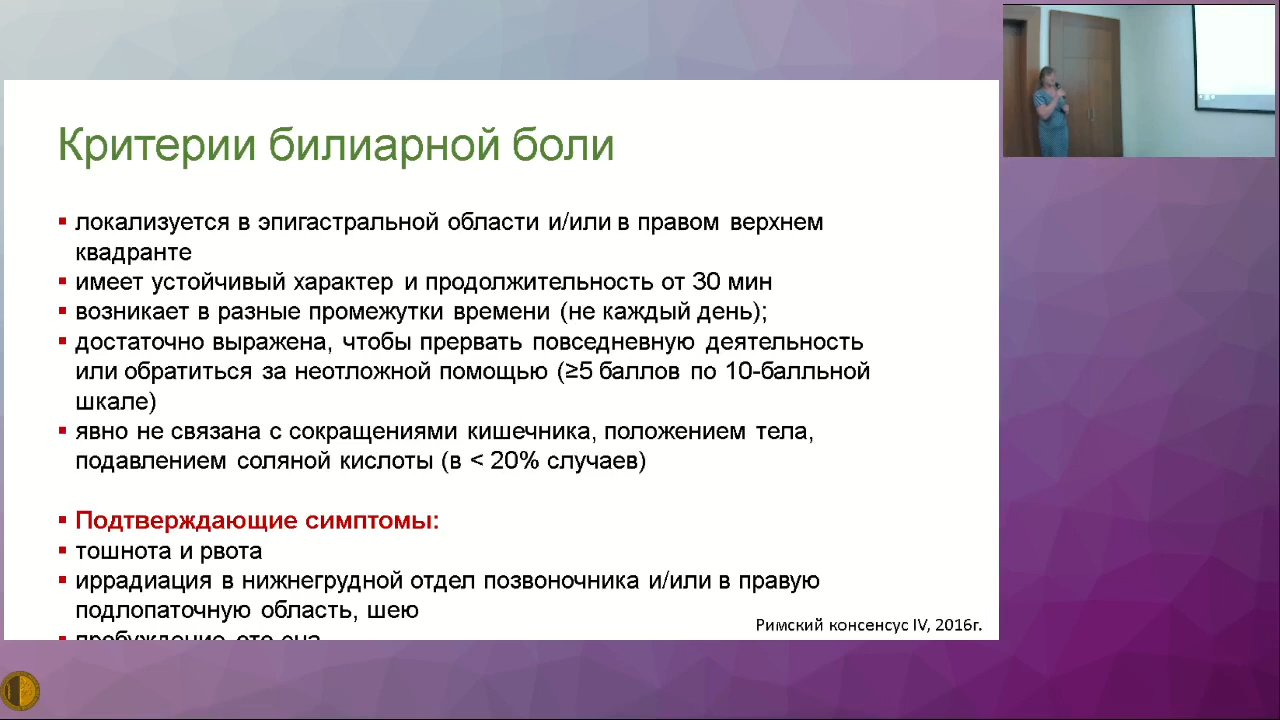 Критерии билиарной боли
▪ локализуется в эпигастральной области и/или в правом верхнем
квадранте
▪ имеет устойчивый характер и продолжительность от 30 мин
▪ возникает в разные промежутки времени (не каждый день);
▪ достаточно выражена, чтобы прервать повседневную деятельность
или обратиться за неотложной помощью (≥5 баллов по 10-балльной
шкале)
▪ явно не связана с сокращениями кишечника, положением тела,
подавлением соляной кислоты (в < 20% случаев)
▪ Подтверждающие симптомы:
▪ тошнота и рвота
▪ иррадиация в нижнегрудной отдел позвоночника и/или в правую
подлопаточную область, шею
▪ пробуждение ото сна
Римский консенсус IV, 2016г.